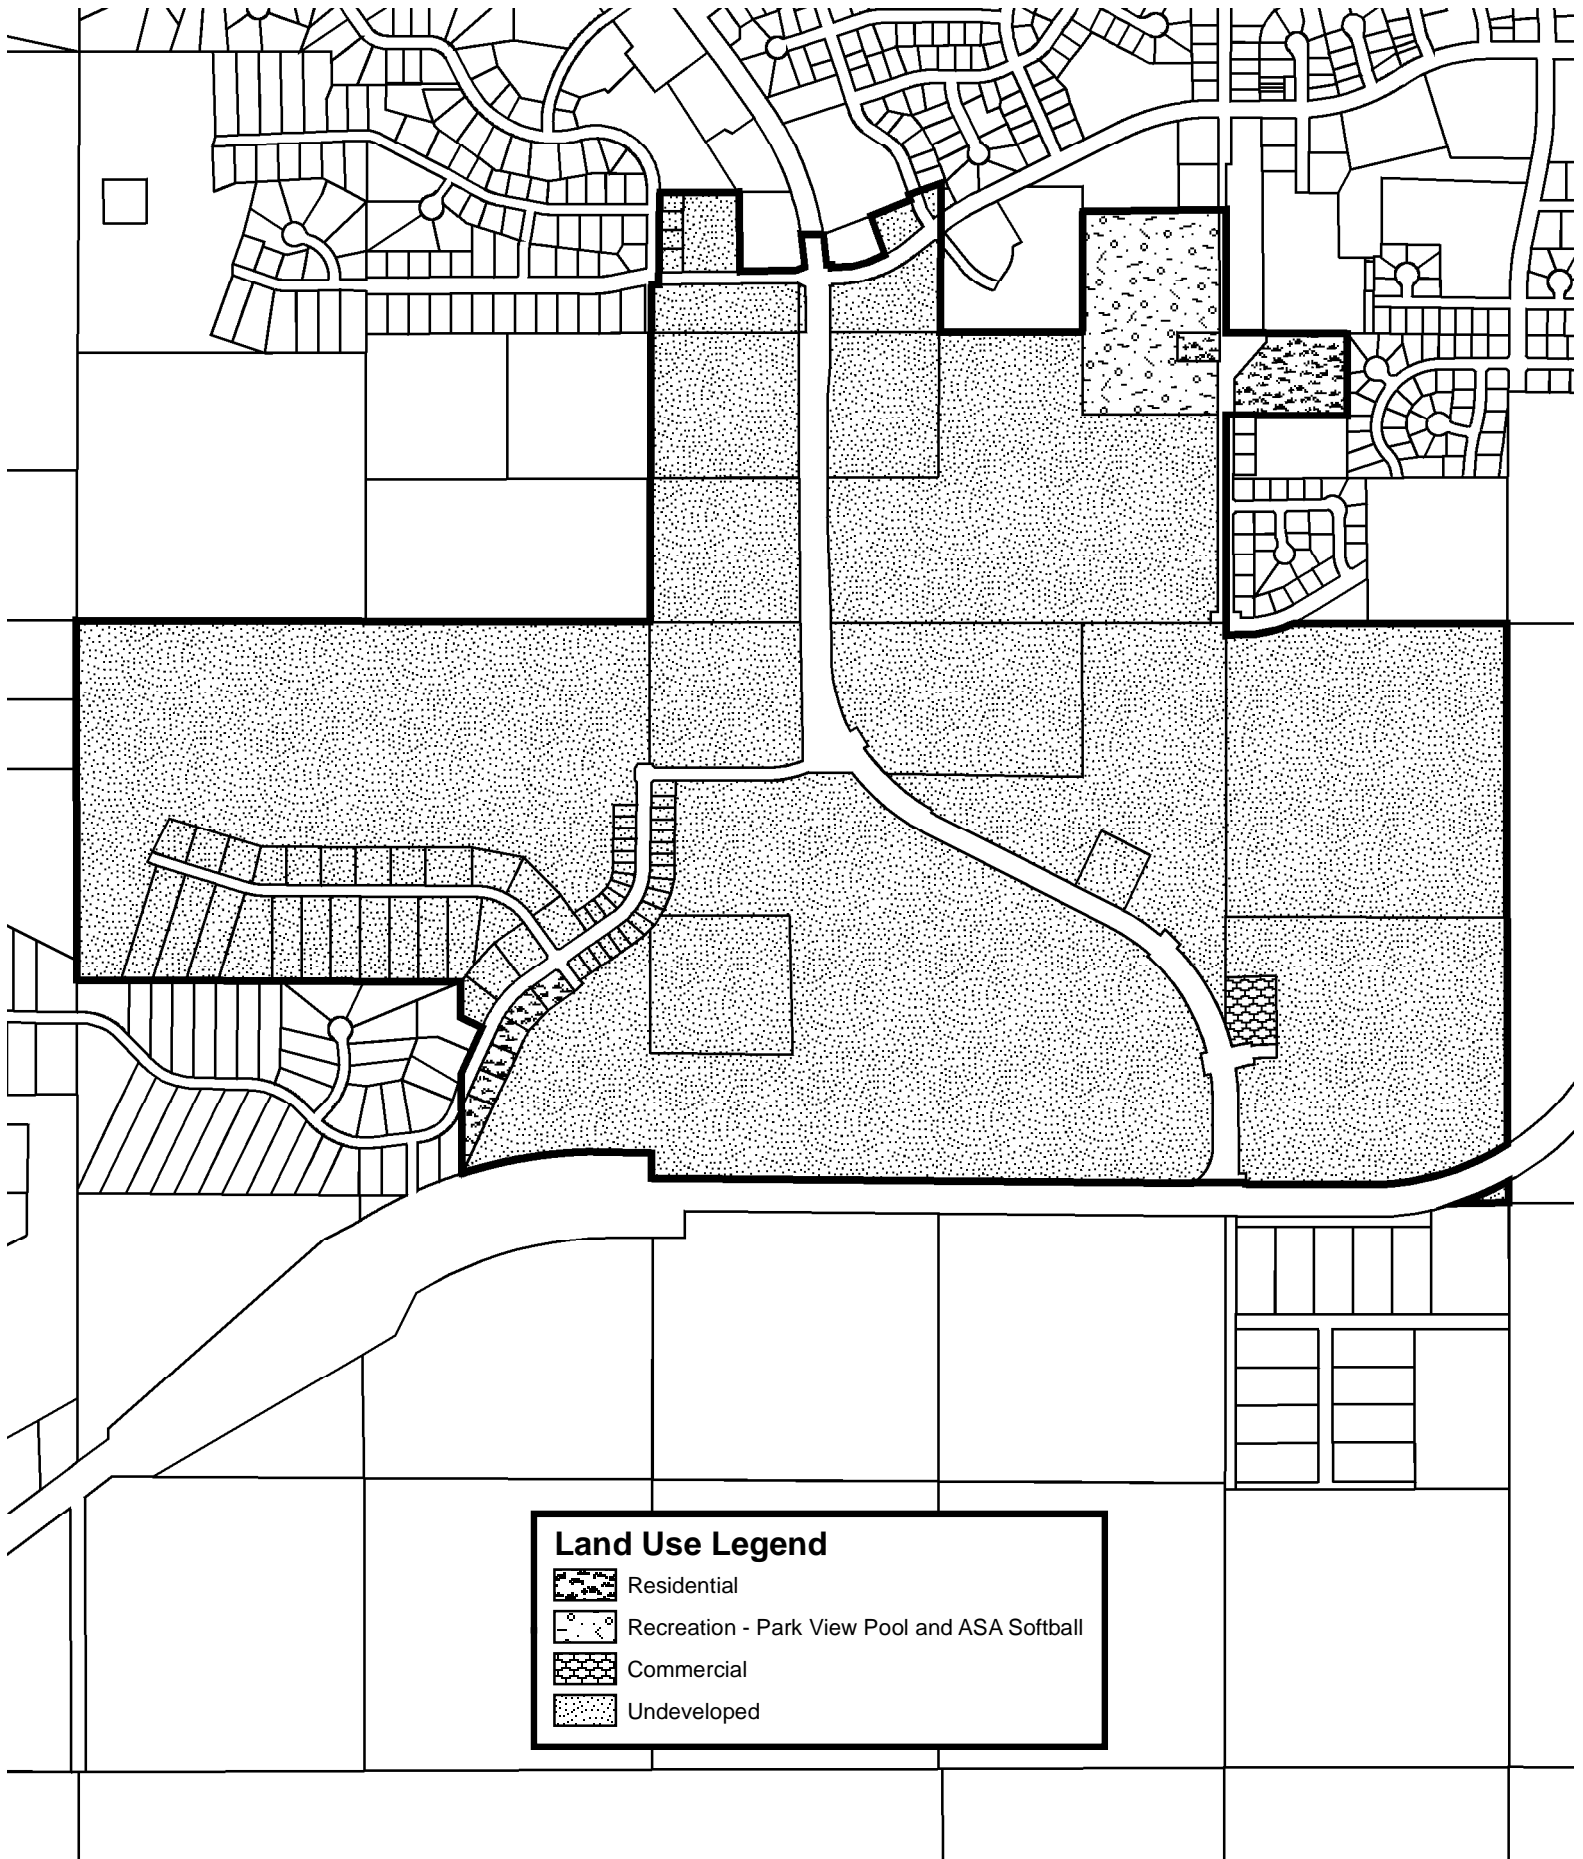 Land Use Legend
Residential
Recreation - Park View Pool and ASA Softball
Commercial
Undeveloped